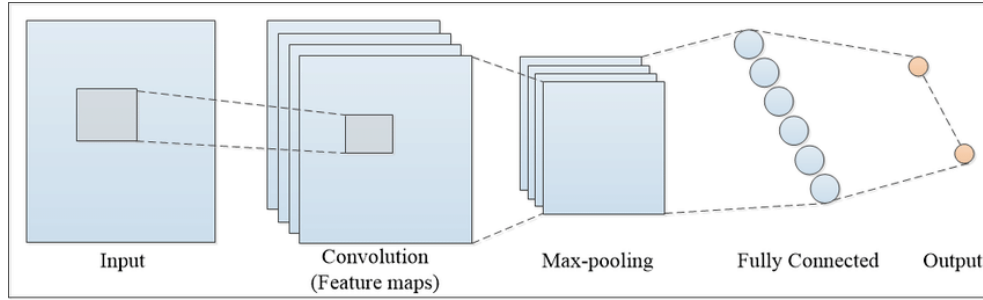 Input
Convolution
(Feature maps)
Max-pooling
Fully Connected
Output